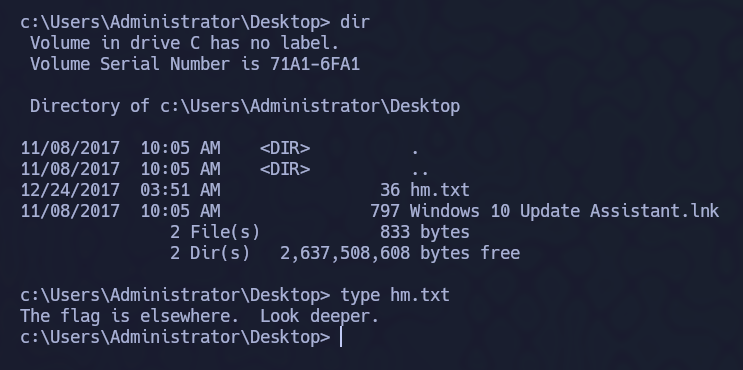 c:\Users\Administrator\Desktop> dir
 Volume in drive C has no label.
 Volume Serial Number is 71A1-6FA1

 Directory of c:\Users\Administrator\Desktop

11/08/2017  10:05 AM    <DIR>          .
11/08/2017  10:05 AM    <DIR>          ..
12/24/2017  03:51 AM                36 hm.txt
11/08/2017  10:05 AM               797 Windows 10 Update Assistant.lnk
               2 File(s)            833 bytes
               2 Dir(s)   2,637,508,608 bytes free

c:\Users\Administrator\Desktop> type hm.txt
The flag is elsewhere.  Look deeper.
c:\Users\Administrator\Desktop>